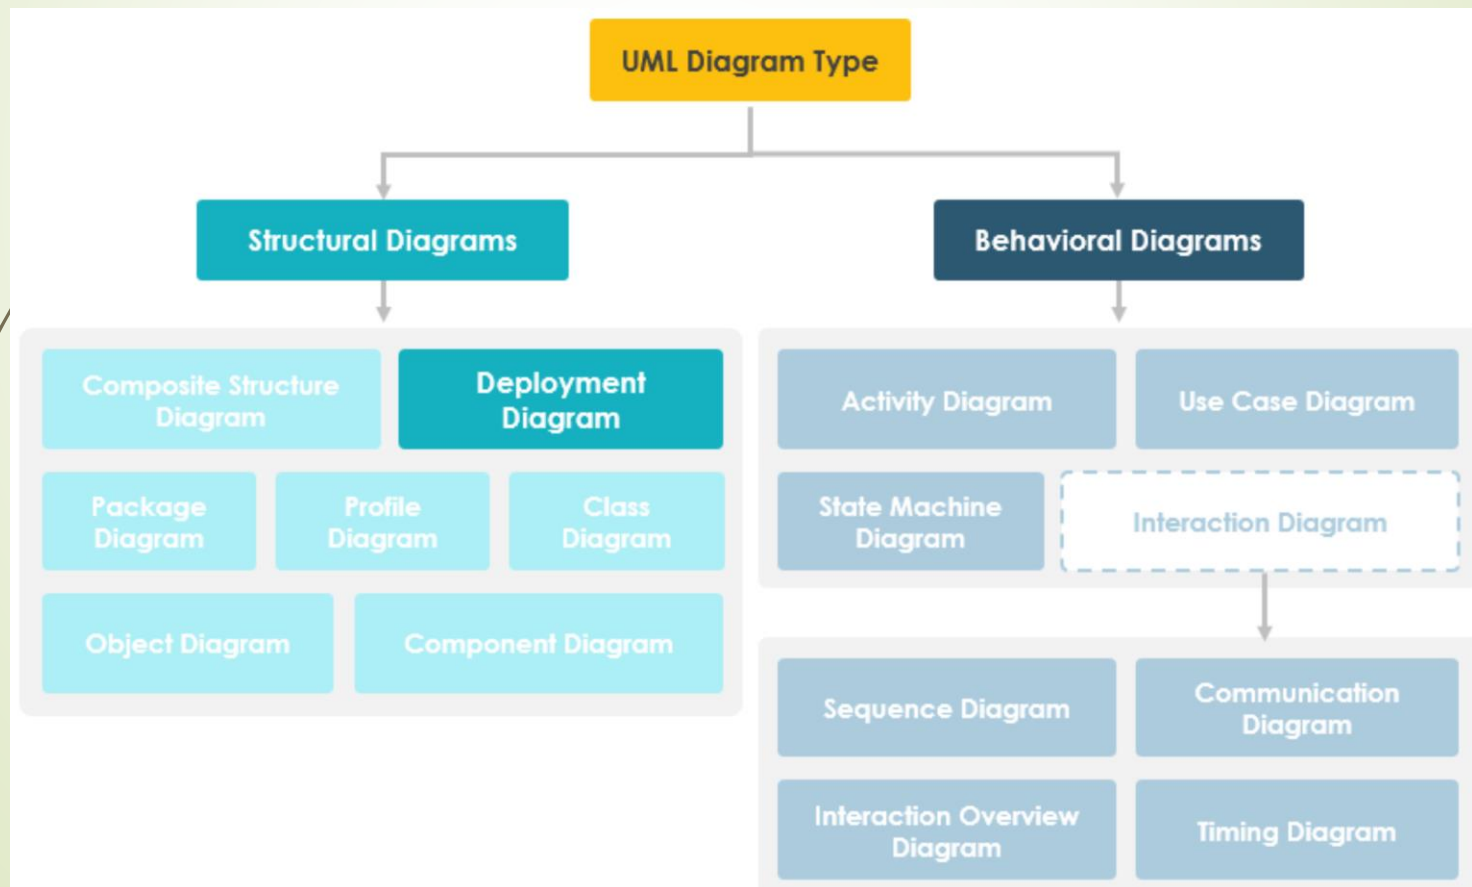 UML Diagram Type
Structural Diagrams
Behavioral Diagrams
Composite Structure
Diagram
Deployment
Diagram
Package
Diagram
Profile
Diagram
Class
Diagram
Object Diagram
Component Diagram
Activity Diagram
Use Case Diagram
State Machine
Diagram
Interaction Diagram
Sequence Diagram
Communication
Diagram
Interaction Overview
Diagram
Timing Diagram